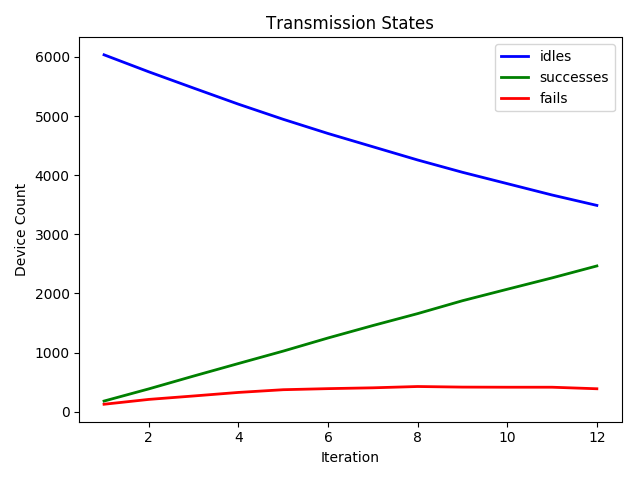 Transmission States
idles
successes
fails
Device Count
6000
5000
4000
3000
2000
1000
0
2 4 6 8 10 12
Iteration